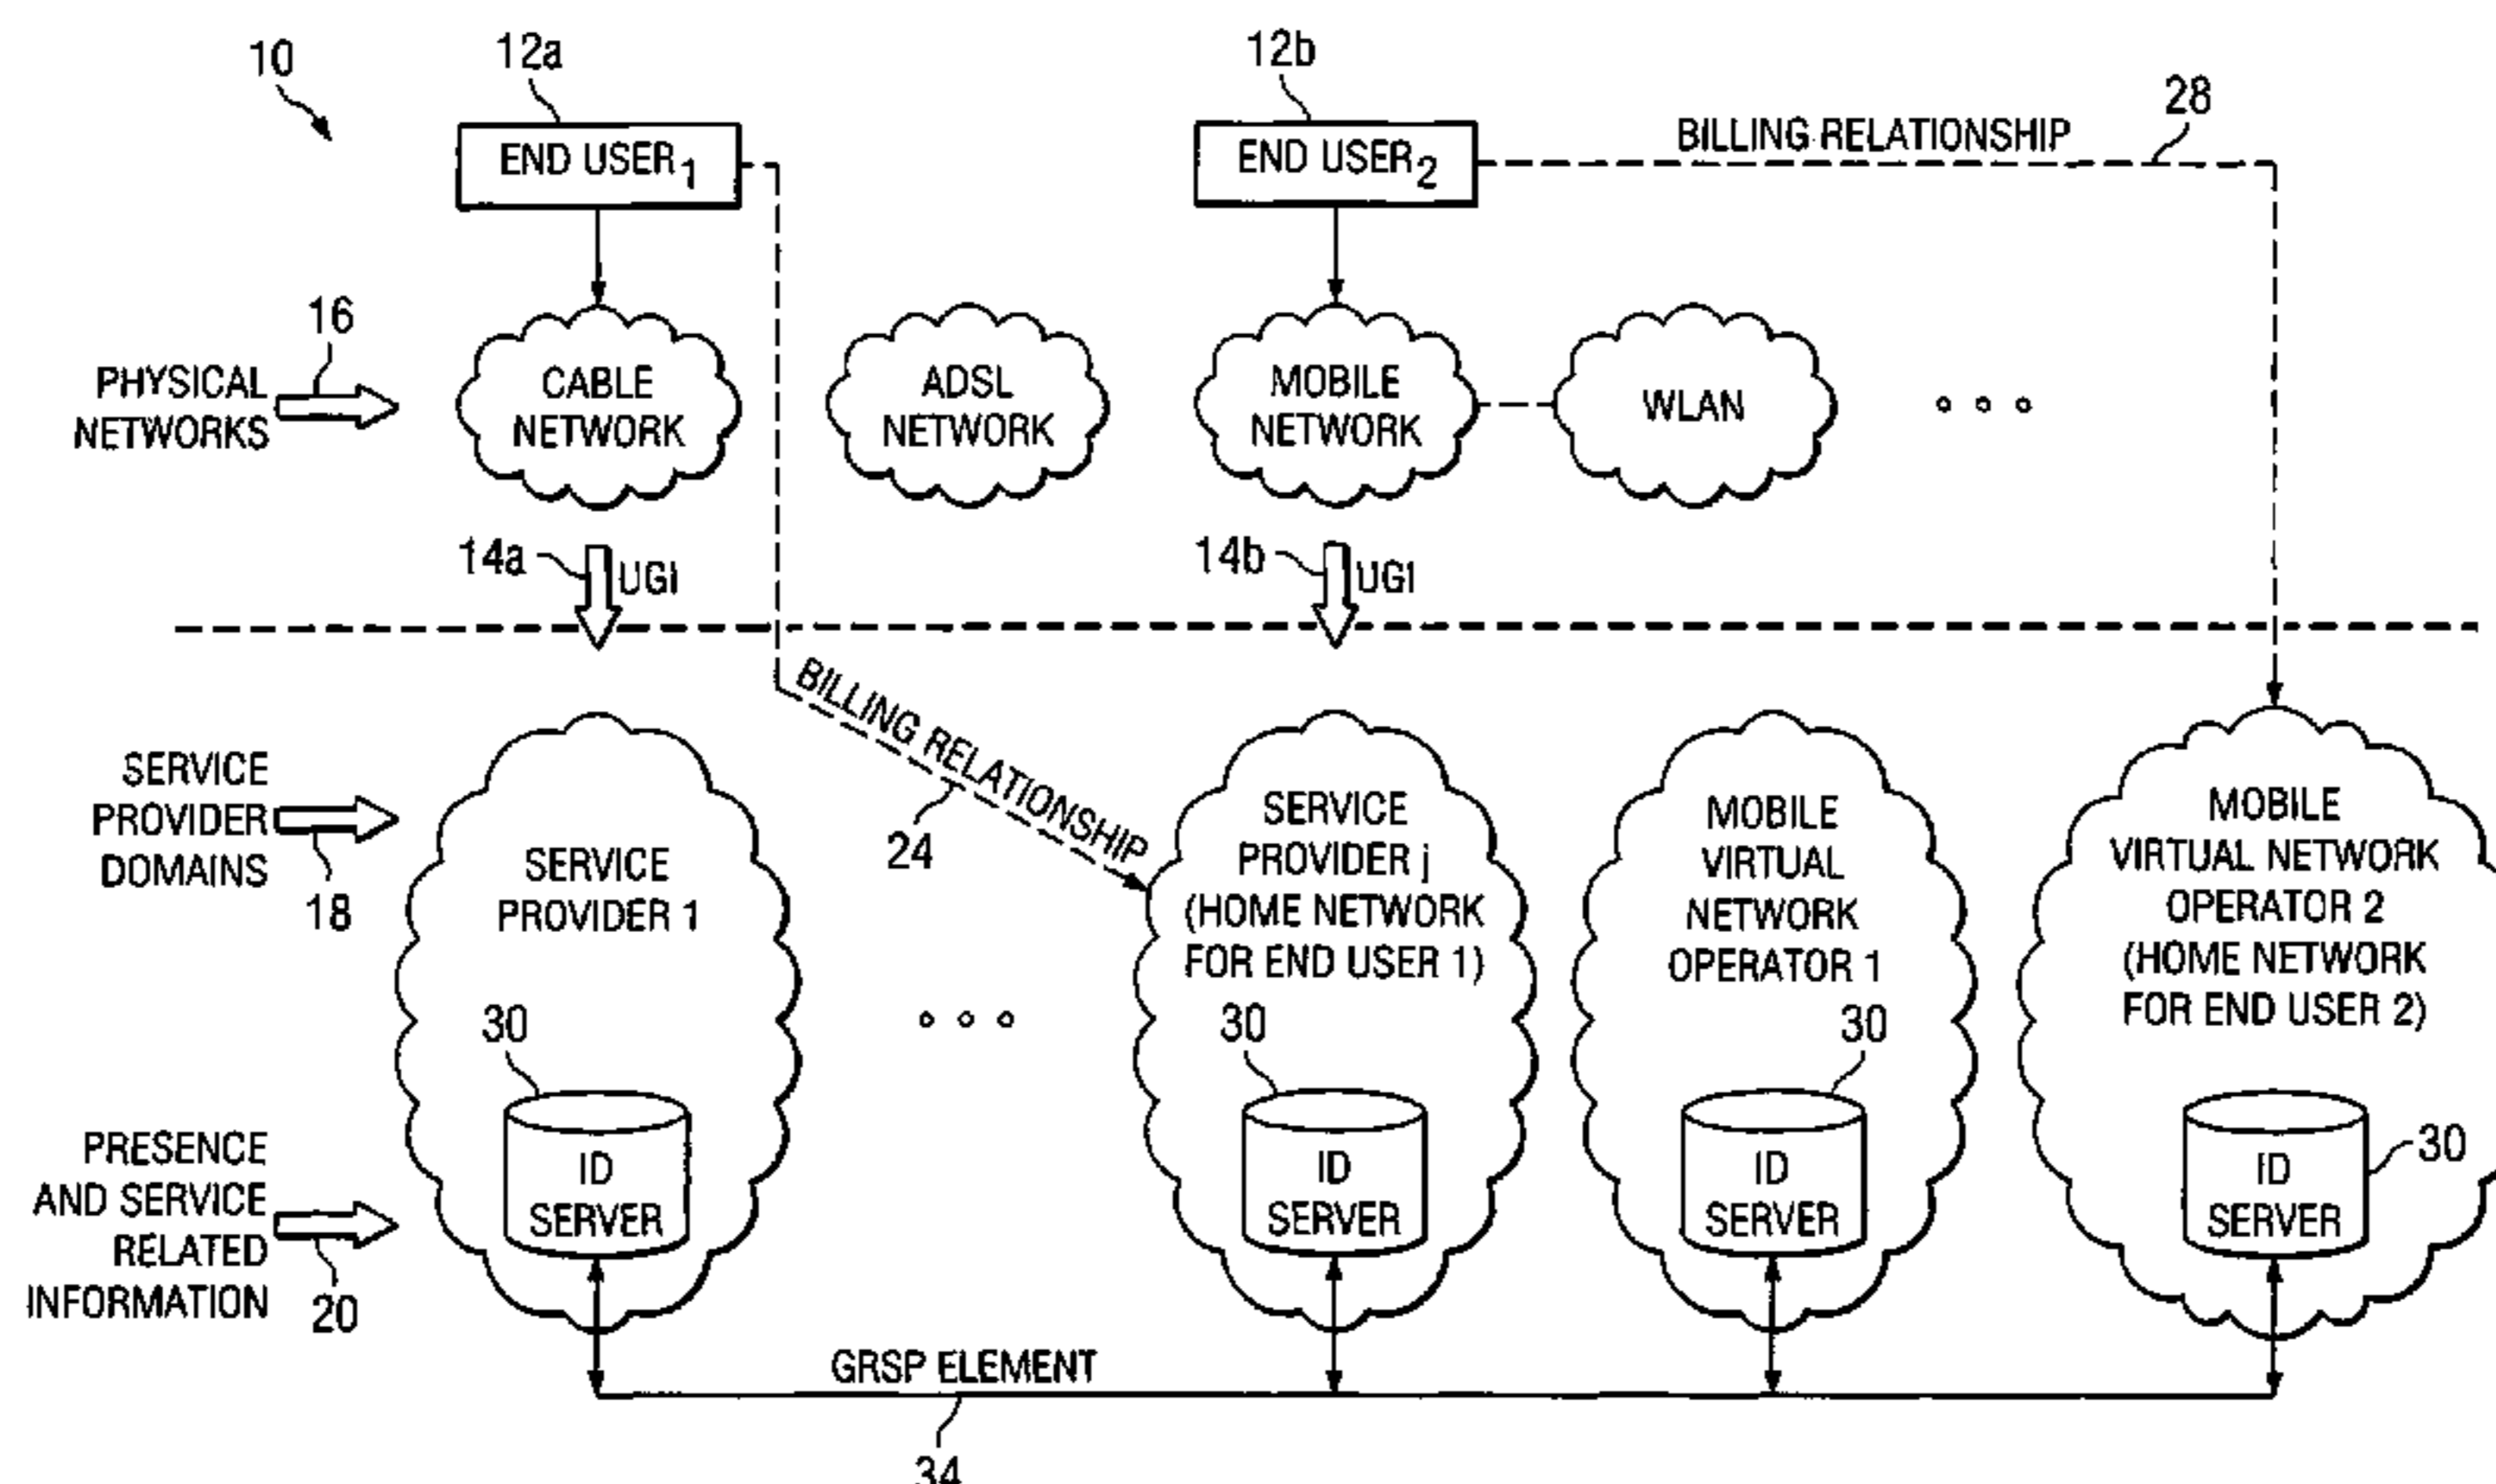 10
12a
12b
END USER1
END USER2
BILLING RELATIONSHIP
28
PHYSICAL
NETWORKS
16
CABLE
NETWORK
ADSL
NETWORK
MOBILE
NETWORK
WLAN
14a
UGI
14b
UGI
BILLING RELATIONSHIP
24
SERVICE
PROVIDER
DOMAINS
18
SERVICE
PROVIDER 1
SERVICE
PROVIDER j
(HOME NETWORK
FOR END USER 1)
MOBILE
VIRTUAL
NETWORK
OPERATOR 1
MOBILE
VIRTUAL NETWORK
OPERATOR 2
(HOME NETWORK
FOR END USER 2)
PRESENCE
AND SERVICE
RELATED
INFORMATION
20
30
ID
SERVER
30
ID
SERVER
30
ID
SERVER
30
ID
SERVER
GRSP ELEMENT
34